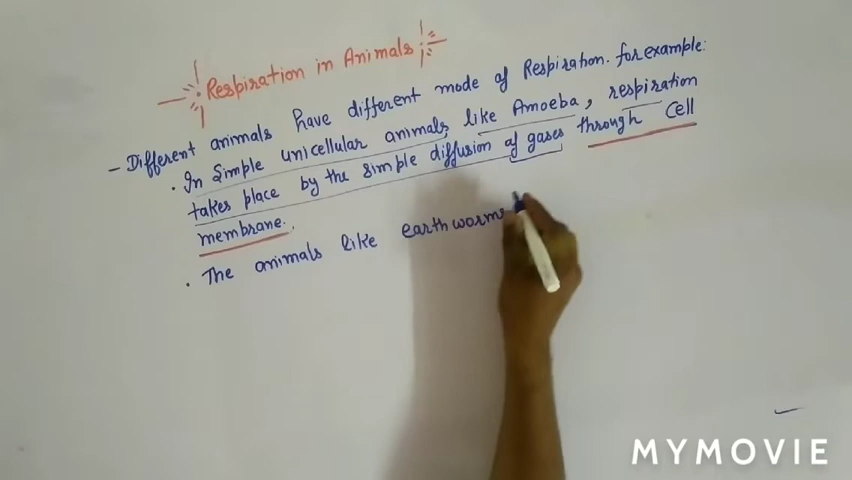 Respiration in Animals
- Different animals have different mode of Respiration. for example:
. In Simple unicellular animals like Amoeba, respiration
takes place by the simple diffusion of gases through Cell
membrane.
. The animals like earthworms
MYMOVIE